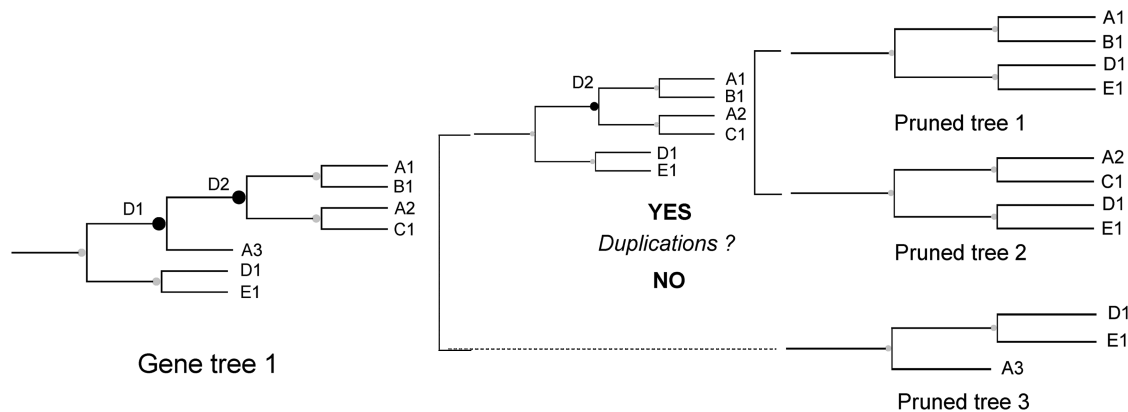 D1
D2
A1
B1
A2
C1
A3
D1
E1
Gene tree 1
D2
A1
B1
A2
C1
D1
E1
YES
Duplications ?
NO
A1
B1
D1
E1
Pruned tree 1
A2
C1
D1
E1
Pruned tree 2
D1
E1
A3
Pruned tree 3